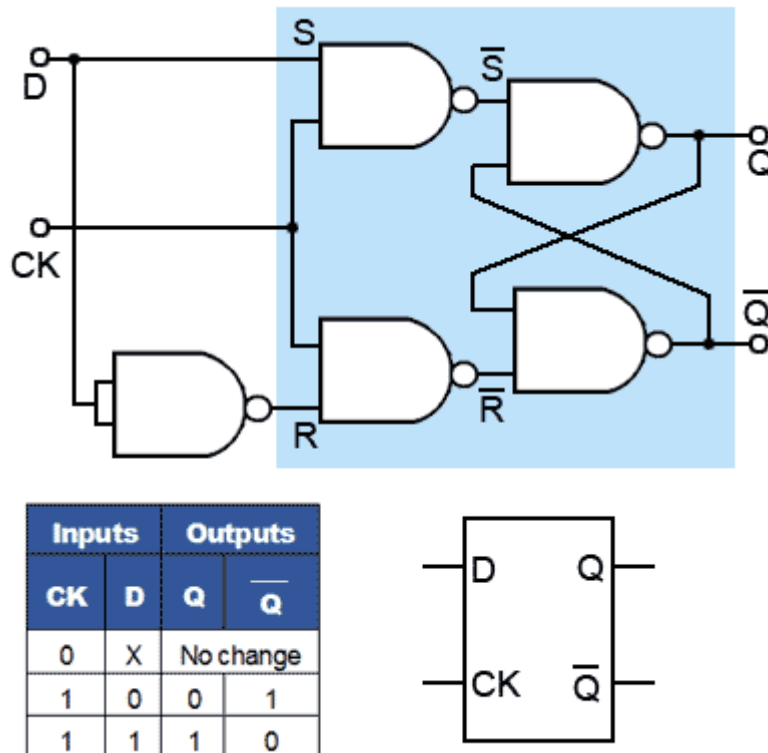 S
S̅
D
Q
CK
Q̅
R
R̅
Inputs Outputs
CK D Q Q̅
0 X No change
1 0 0 1
1 1 1 0
D Q
CK Q̅